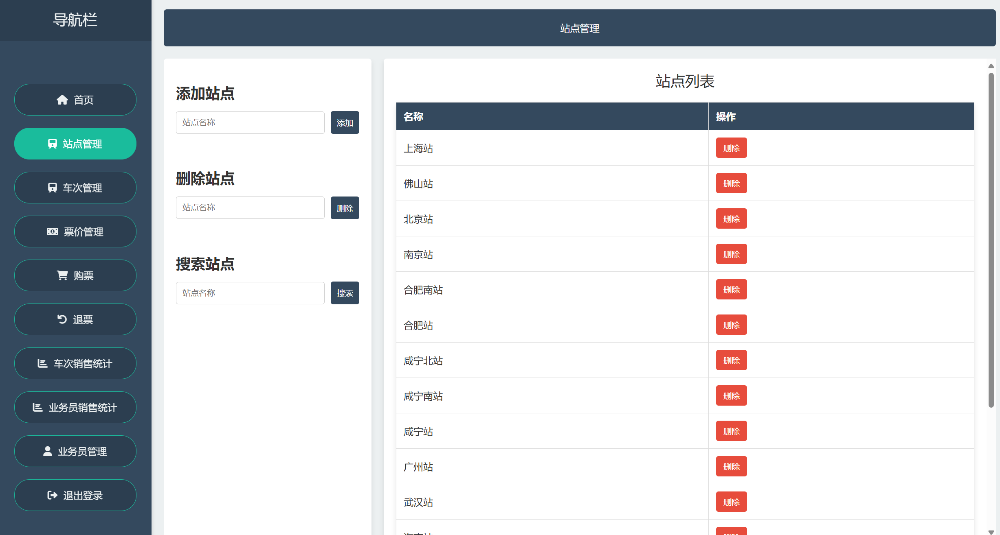 导航栏
首页
站点管理
车次管理
票价管理
购票
退票
车次销售统计
业务员销售统计
业务员管理
退出登录
站点管理
添加站点
站点名称 添加
删除站点
站点名称 删除
搜索站点
站点名称 搜索
站点列表
名称 操作
上海站 删除
佛山站 删除
北京站 删除
南京站 删除
合肥南站 删除
合肥站 删除
咸宁北站 删除
咸宁南站 删除
咸宁站 删除
广州站 删除
武汉站 删除